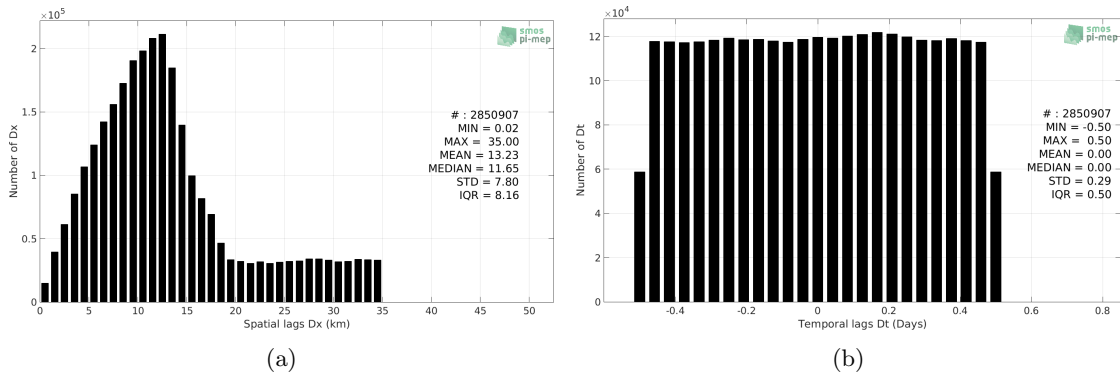 ×10⁵
smos
pi-mep
2
1.5
1
0.5
0
Number of Dx
# : 2850907
MIN = 0.02
MAX = 35.00
MEAN = 13.23
MEDIAN = 11.65
STD = 7.80
IQR = 8.16
0 5 10 15 20 25 30 35 40 45 50
Spatial lags Dx (km)
(a)
×10⁴
smos
pi-mep
12
10
8
6
4
2
0
Number of Dt
# : 2850907
MIN = -0.50
MAX = 0.50
MEAN = 0.00
MEDIAN = 0.00
STD = 0.29
IQR = 0.50
-0.4 -0.2 0 0.2 0.4 0.6 0.8
Temporal lags Dt (Days)
(b)